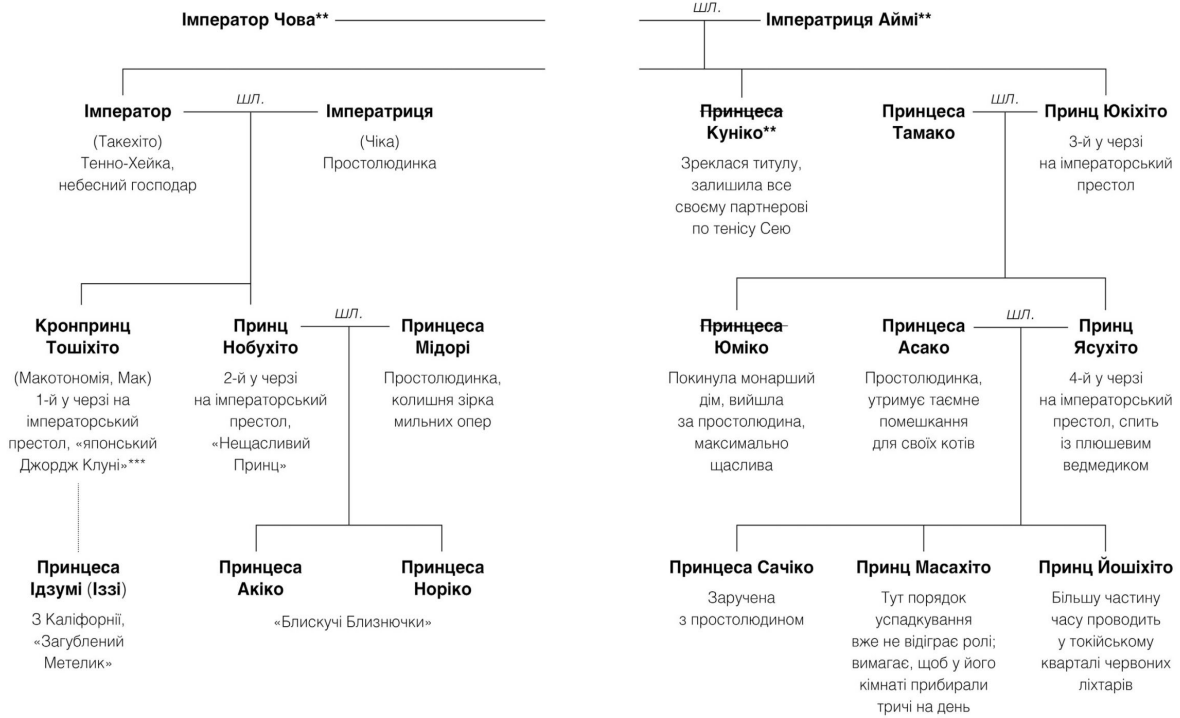 Імператор Чова**
шл.
Імператриця Аймі**
Імператор
шл.
Імператриця
(Такехіто)
Тенно-Хейка,
небесний господар
(Чіка)
Простолюдинка
Принцеса
Куніко**
Зреклася титулу,
залишила все
своєму партнерові
по тенісу Сею
Принцеса
Тамако
шл.
Принц Юкіхіто
3-й у черзі
на імператорський
престол
Кронпринц
Тошіхіто
(Макотономія, Мак)
1-й у черзі на
імператорський
престол, «японський
Джордж Клуні»***
Принц
Нобухіто
2-й у черзі
на імператорський
престол,
«Нещасливий
Принц»
шл.
Принцеса
Мідорі
Простолюдинка,
колишня зірка
мильних опер
Принцеса
Юміко
Покинула монарший
дім, вийшла
за простолюдина,
максимально
щаслива
Принцеса
Асако
Простолюдинка,
утримує таємне
помешкання
для своїх котів
шл.
Принц
Ясухіто
4-й у черзі
на імператорський
престол, спить
із плюшевим
ведмедиком
Принцеса
Ідзумі (Іззі)
З Каліфорнії,
«Загублений
Метелик»
Принцеса
Акіко
Принцеса
Норіко
«Блискучі Близнючки»
Принцеса Сачіко
Заручена
з простолюдином
Принц Масахіто
Тут порядок
успадкування
вже не відіграє ролі;
вимагає, щоб у його
кімнаті прибирали
тричі на день
Принц Йошіхіто
Більшу частину
часу проводить
у токійському
кварталі червоних
ліхтарів